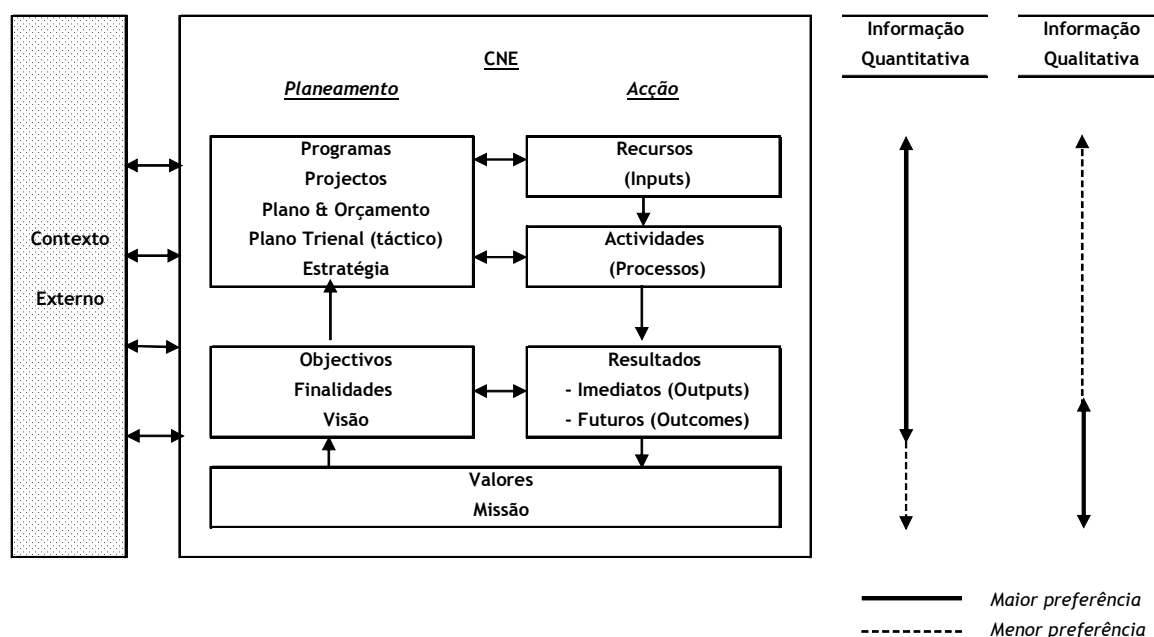 CNE
Planeamento
Acção
Informação
Quantitativa
Informação
Qualitativa
Contexto
Externo
Programas
Projectos
Plano & Orçamento
Plano Trienal (táctico)
Estratégia
Recursos
(Inputs)
Actividades
(Processos)
Objectivos
Finalidades
Visão
Resultados
- Imediatos (Outputs)
- Futuros (Outcomes)
Valores
Missão
Maior preferência
Menor preferência